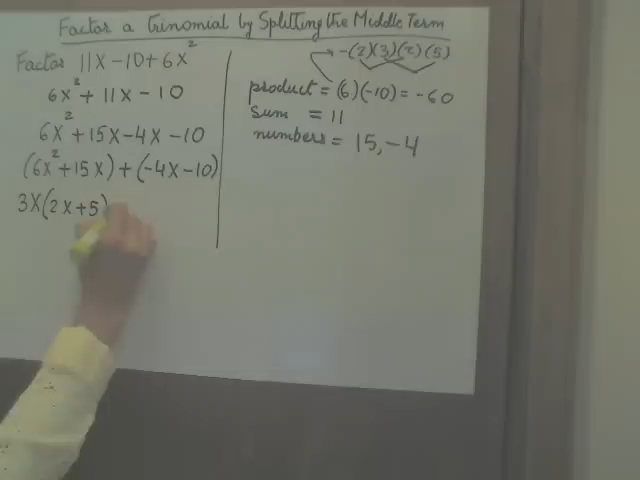 Factor a trinomial by Splitting the Middle Term
Factor 11X - 10 + 6X²
6X² + 11X - 10
6X² + 15X - 4X - 10
(6X² + 15X) + (-4X - 10)
3X(2X + 5)
-(2)(3)(2)(5)
product = (6)(-10) = -60
Sum = 11
numbers = 15, -4